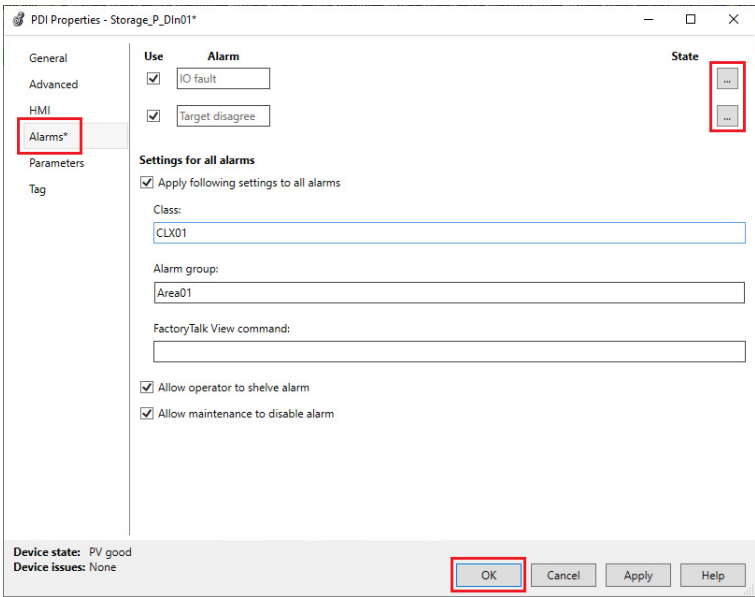 PDI Properties - Storage_P_DIn01*
General
Advanced
HMI
Alarms*
Parameters
Tag
Use Alarm State
IO fault ...
Target disagree ...
Settings for all alarms
Apply following settings to all alarms
Class:
CLX01
Alarm group:
Area01
FactoryTalk View command:
Allow operator to shelve alarm
Allow maintenance to disable alarm
Device state: PV good
Device issues: None
OK Cancel Apply Help